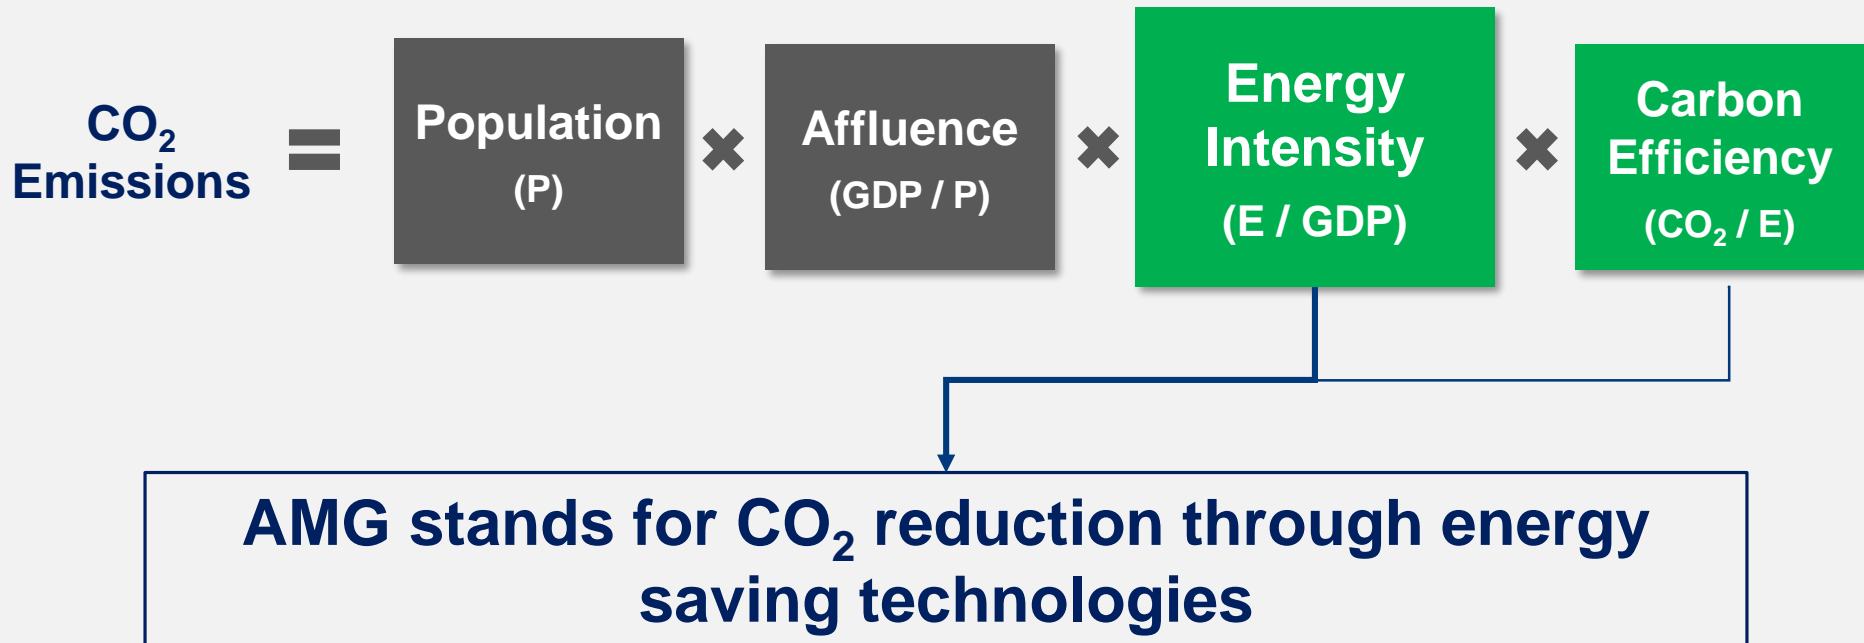 CO₂
Emissions
=
Population
(P)
✖
Affluence
(GDP / P)
✖
Energy
Intensity
(E / GDP)
✖
Carbon
Efficiency
(CO₂ / E)
AMG stands for CO₂ reduction through energy
saving technologies